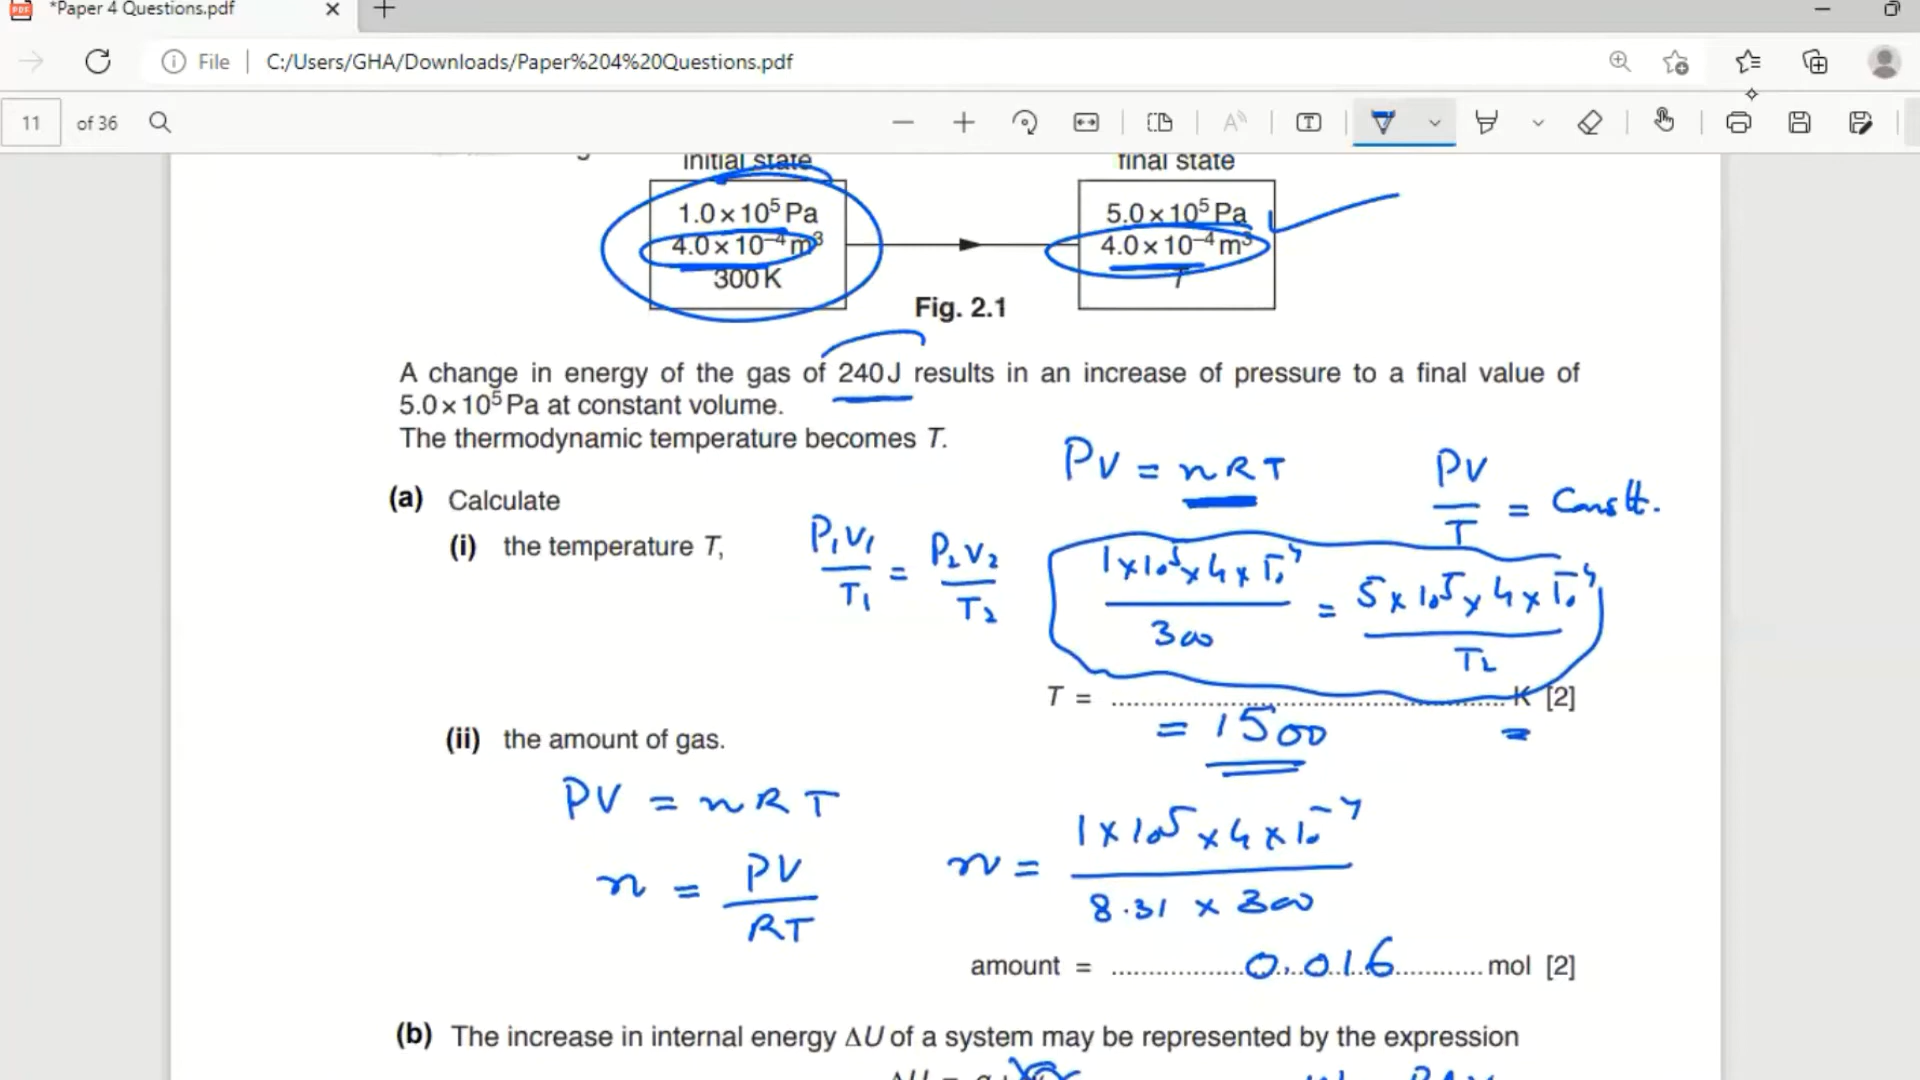 *Paper 4 Questions.pdf
File C:/Users/GHA/Downloads/Paper%204%20Questions.pdf
11 of 36
initial state final state
1.0×10⁵ Pa 5.0×10⁵ Pa
4.0×10⁻⁴ m³ 4.0×10⁻⁴ m³
300 K T
Fig. 2.1
A change in energy of the gas of 240 J results in an increase of pressure to a final value of
5.0×10⁵ Pa at constant volume.
The thermodynamic temperature becomes T.
PV = nRT PV/T = Constt.
(a) Calculate
(i) the temperature T,
P₁V₁/T₁ = P₂V₂/T₂
1×10⁵×4×10⁻⁴/300 = 5×10⁵×4×10⁻⁴/T₂
T = .......... K [2]
= 1500
(ii) the amount of gas.
PV = nRT
n = PV/RT
n = 1×10⁵×4×10⁻⁴/8.31 × 300
amount = .......... 0.016 .......... mol [2]
(b) The increase in internal energy ΔU of a system may be represented by the expression